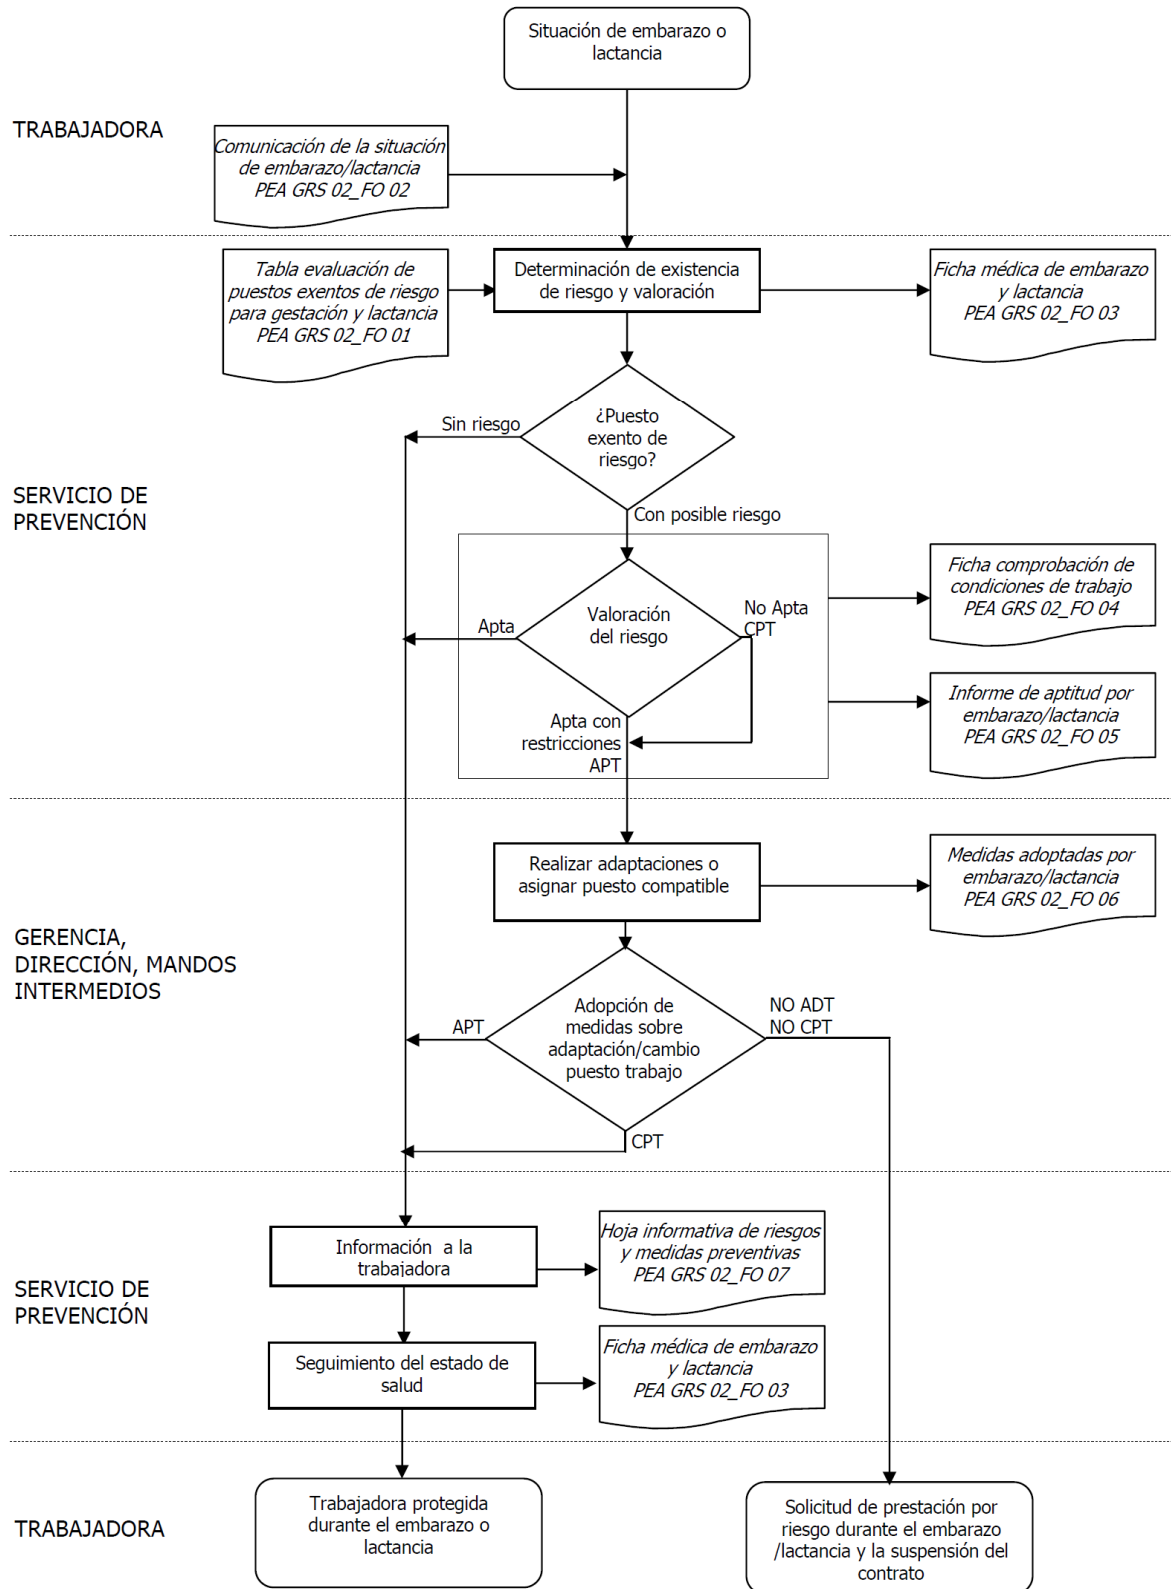 Situación de embarazo o
lactancia
TRABAJADORA
Comunicación de la situación
de embarazo/lactancia
PEA GRS 02_FO 02
Tabla evaluación de
puestos exentos de riesgo
para gestación y lactancia
PEA GRS 02_FO 01
Determinación de existencia
de riesgo y valoración
Ficha médica de embarazo
y lactancia
PEA GRS 02_FO 03
¿Puesto
exento de
riesgo?
Sin riesgo
Con posible riesgo
SERVICIO DE
PREVENCIÓN
Valoración
del riesgo
Apta
No Apta
CPT
Apta con
restricciones
APT
Ficha comprobación de
condiciones de trabajo
PEA GRS 02_FO 04
Informe de aptitud por
embarazo/lactancia
PEA GRS 02_FO 05
Realizar adaptaciones o
asignar puesto compatible
Medidas adoptadas por
embarazo/lactancia
PEA GRS 02_FO 06
GERENCIA,
DIRECCIÓN, MANDOS
INTERMEDIOS
Adopción de
medidas sobre
adaptación/cambio
puesto trabajo
APT
NO ADT
NO CPT
CPT
SERVICIO DE
PREVENCIÓN
Información a la
trabajadora
Hoja informativa de riesgos
y medidas preventivas
PEA GRS 02_FO 07
Seguimiento del estado de
salud
Ficha médica de embarazo
y lactancia
PEA GRS 02_FO 03
TRABAJADORA
Trabajadora protegida
durante el embarazo o
lactancia
Solicitud de prestación por
riesgo durante el embarazo
/lactancia y la suspensión del
contrato